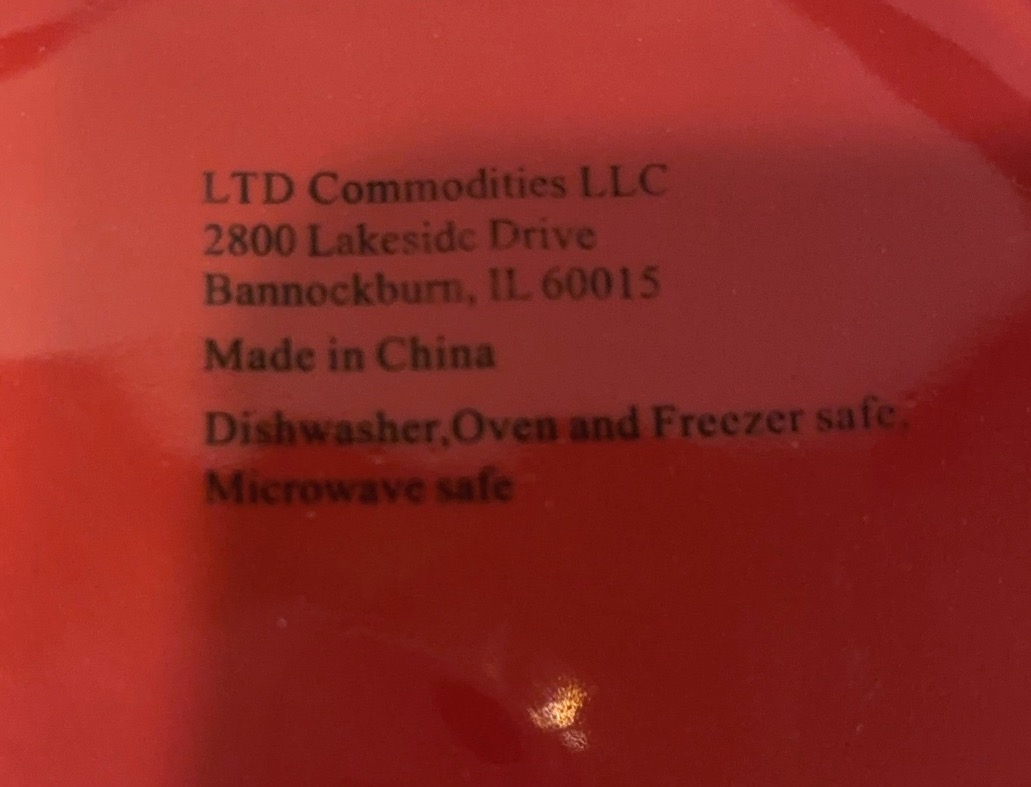 LTD Commodities LLC
2800 Lakeside Drive
Bannockburn, IL 60015
Made in China
Dishwasher,Oven and Freezer safe,
Microwave safe